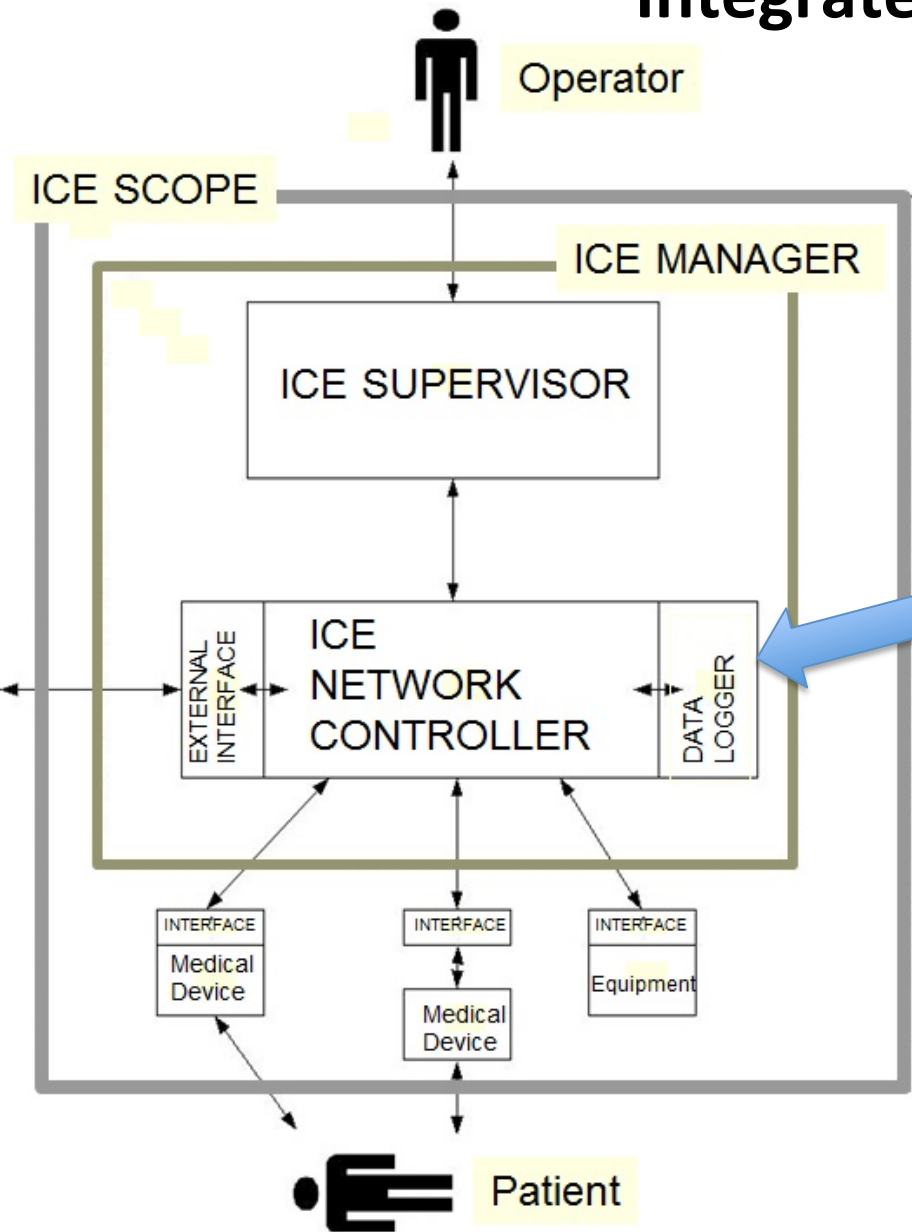 Integrate
Operator
ICE SCOPE
ICE MANAGER
ICE SUPERVISOR
EXTERNAL
INTERFACE
ICE
NETWORK
CONTROLLER
DATA
LOGGER
INTERFACE
Medical
Device
INTERFACE
Medical
Device
INTERFACE
Equipment
Patient